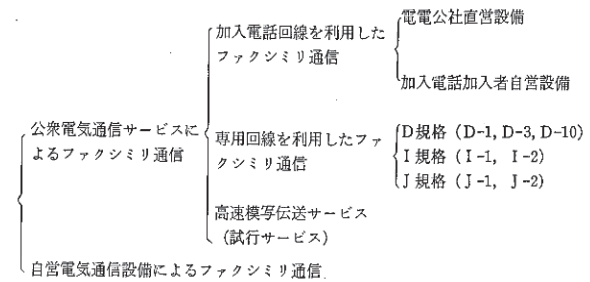 加入電話回線を利用した
ファクシミリ通信
電電公社直営設備
加入電話加入者自営設備
公衆電気通信サービスに
よるファクシミリ通信
専用回線を利用したファ
クシミリ通信
D規格（D-1, D-3, D-10）
I規格（I-1, I-2）
J規格（J-1, J-2）
高速模写伝送サービス
（試行サービス）
自営電気通信設備によるファクシミリ通信